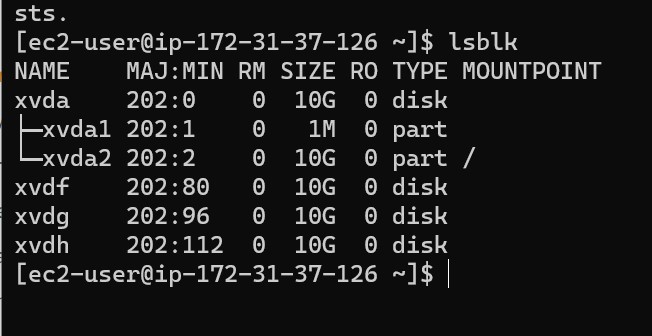 sts.
[ec2-user@ip-172-31-37-126 ~]$ lsblk
NAME    MAJ:MIN RM SIZE RO TYPE MOUNTPOINT
xvda    202:0    0  10G  0 disk
├─xvda1 202:1    0   1M  0 part
└─xvda2 202:2    0  10G  0 part /
xvdf    202:80   0  10G  0 disk
xvdg    202:96   0  10G  0 disk
xvdh    202:112  0  10G  0 disk
[ec2-user@ip-172-31-37-126 ~]$